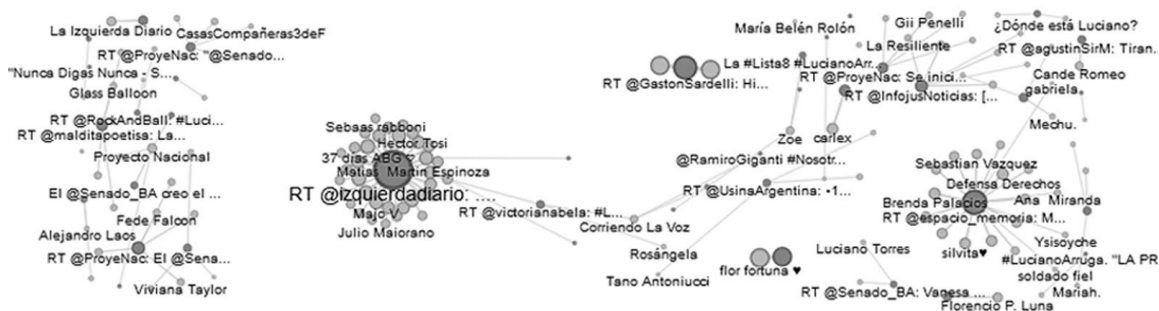 La Izquierda Diario
CasasCompañeras3deF
RT @ProyeNac: "@Senado...
"Nunca Digas Nunca - S...
Glass Balloon
RT @RockAndBall: #Luci...
RT @malditapoetisa: La...
Proyecto Nacional
El @Senado_BA creo el
Fede Falcon
Alejandro Laos
RT @ProyeNac: El @Sena...
Viviana Taylor
Sebaas rabboni
Hector Tosi
37 días ABG♡
Matias Martin Espinoza
RT @izquierdadiario: ....
Majo V.
Julio Maiorano
RT @victorianabela: #L...
Corriendo La Voz
Rosángela
Tano Antoniucci
María Belén Rolón
La #Lista8 #LucianoArr...
RT @GastonSardelli: Hi...
Gii Penelli
La Resiliente
RT @ProyeNac: Se inici...
RT @InfojusNoticias: [...
¿Dónde está Luciano?
RT @agustinSirM: Tiran.
Cande Romeo
gabriela.
Mechu.
Zoe
carlex
@RamiroGiganti #Nosotr...
RT @UsinaArgentina: •1...
Sebastian Vazquez
Defensa Derechos
Brenda Palacios
Ana Miranda
RT @espacio_memoria: M...
Ysisoyche
silvita♥
#LucianoArruga. "LA PR
soldado fiel
Mariah.
flor fortuna ♥
Luciano Torres
RT @Senado_BA: Vanesa ...
Florencio P. Luna